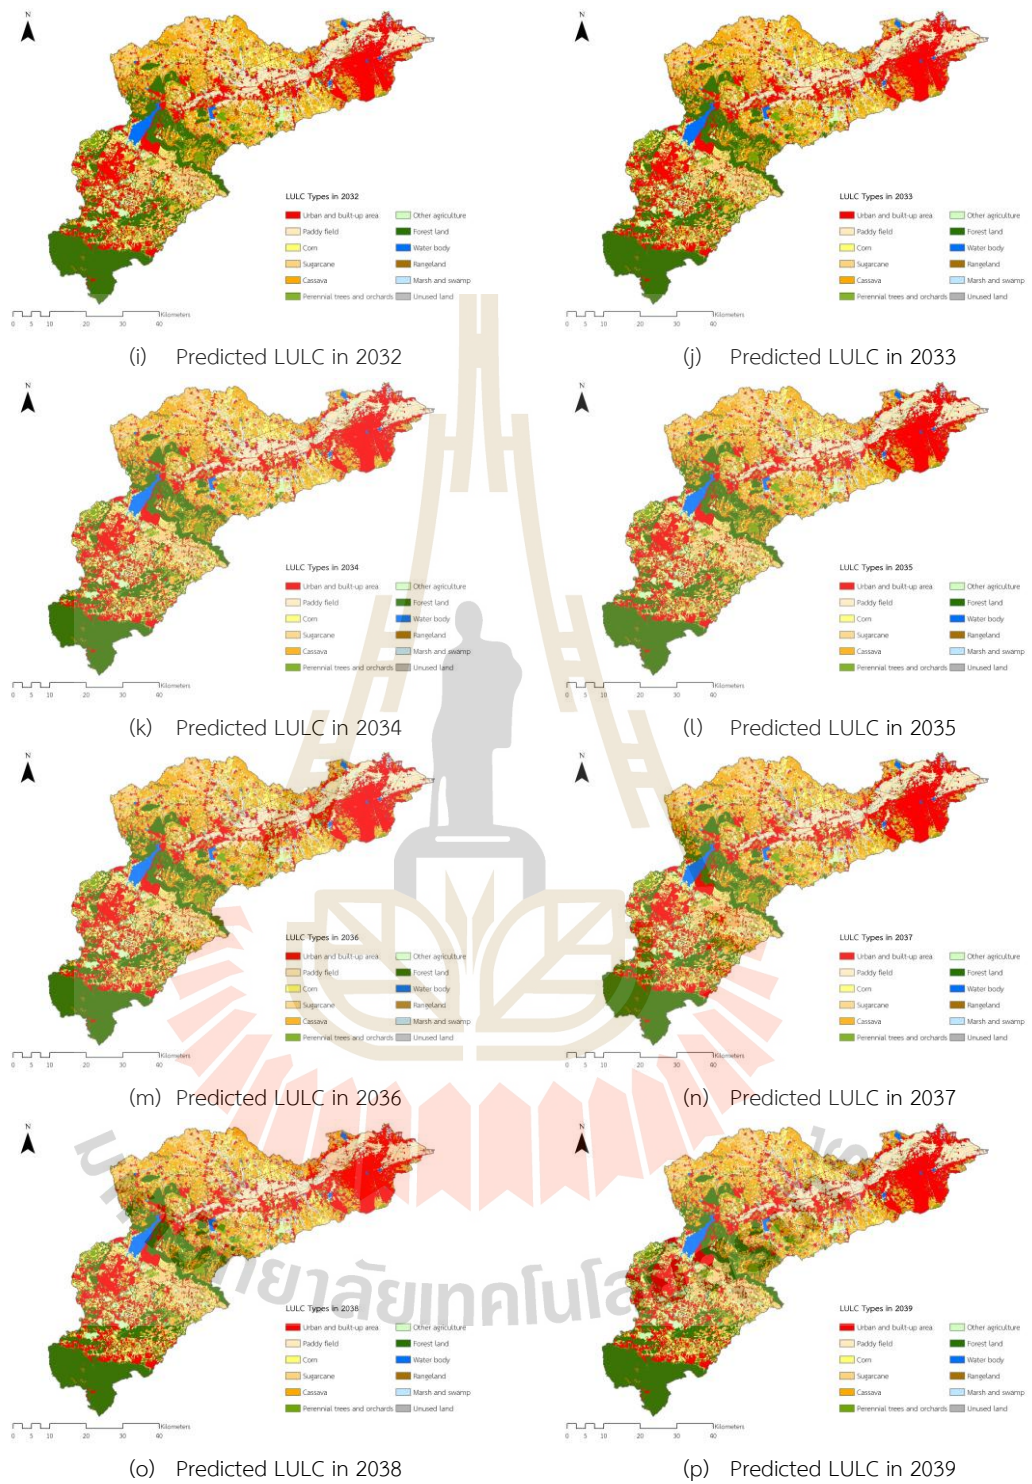 N N
LULC Types in 2032 LULC Types in 2033
Urban and built-up area Other agriculture Urban and built-up area Other agriculture
Paddy field Forest land Paddy field Forest land
Corn Water body Corn Water body
Sugarcane Rangeland Sugarcane Rangeland
Cassava Marsh and swamp Cassava Marsh and swamp
Perennial trees and orchards Unused land Perennial trees and orchards Unused land
Kilometers Kilometers
0 5 10 20 30 40 0 5 10 20 30 40
(i) Predicted LULC in 2032 (j) Predicted LULC in 2033
N N
LULC Types in 2034 LULC Types in 2035
Urban and built-up area Other agriculture Urban and built-up area Other agriculture
Paddy field Forest land Paddy field Forest land
Corn Water body Corn Water body
Sugarcane Rangeland Sugarcane Rangeland
Cassava Marsh and swamp Cassava Marsh and swamp
Perennial trees and orchards Unused land Perennial trees and orchards Unused land
Kilometers Kilometers
0 5 10 20 30 40 0 5 10 20 30 40
(k) Predicted LULC in 2034 (l) Predicted LULC in 2035
N N
LULC Types in 2036 LULC Types in 2037
Urban and built-up area Other agriculture Urban and built-up area Other agriculture
Paddy field Forest land Paddy field Forest land
Corn Water body Corn Water body
Sugarcane Rangeland Sugarcane Rangeland
Cassava Marsh and swamp Cassava Marsh and swamp
Perennial trees and orchards Unused land Perennial trees and orchards Unused land
Kilometers Kilometers
0 5 10 20 30 40 0 5 10 20 30 40
(m) Predicted LULC in 2036 (n) Predicted LULC in 2037
N N
LULC Types in 2038 LULC Types in 2039
Urban and built-up area Other agriculture Urban and built-up area Other agriculture
Paddy field Forest land Paddy field Forest land
Corn Water body Corn Water body
Sugarcane Rangeland Sugarcane Rangeland
Cassava Marsh and swamp Cassava Marsh and swamp
Perennial trees and orchards Unused land Perennial trees and orchards Unused land
Kilometers Kilometers
0 5 10 20 30 40 0 5 10 20 30 40
(o) Predicted LULC in 2038 (p) Predicted LULC in 2039